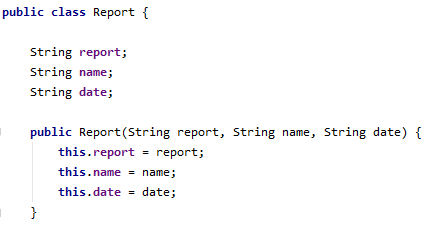 public class Report {
String report;
String name;
String date;
public Report(String report, String name, String date) {
this.report = report;
this.name = name;
this.date = date;
}